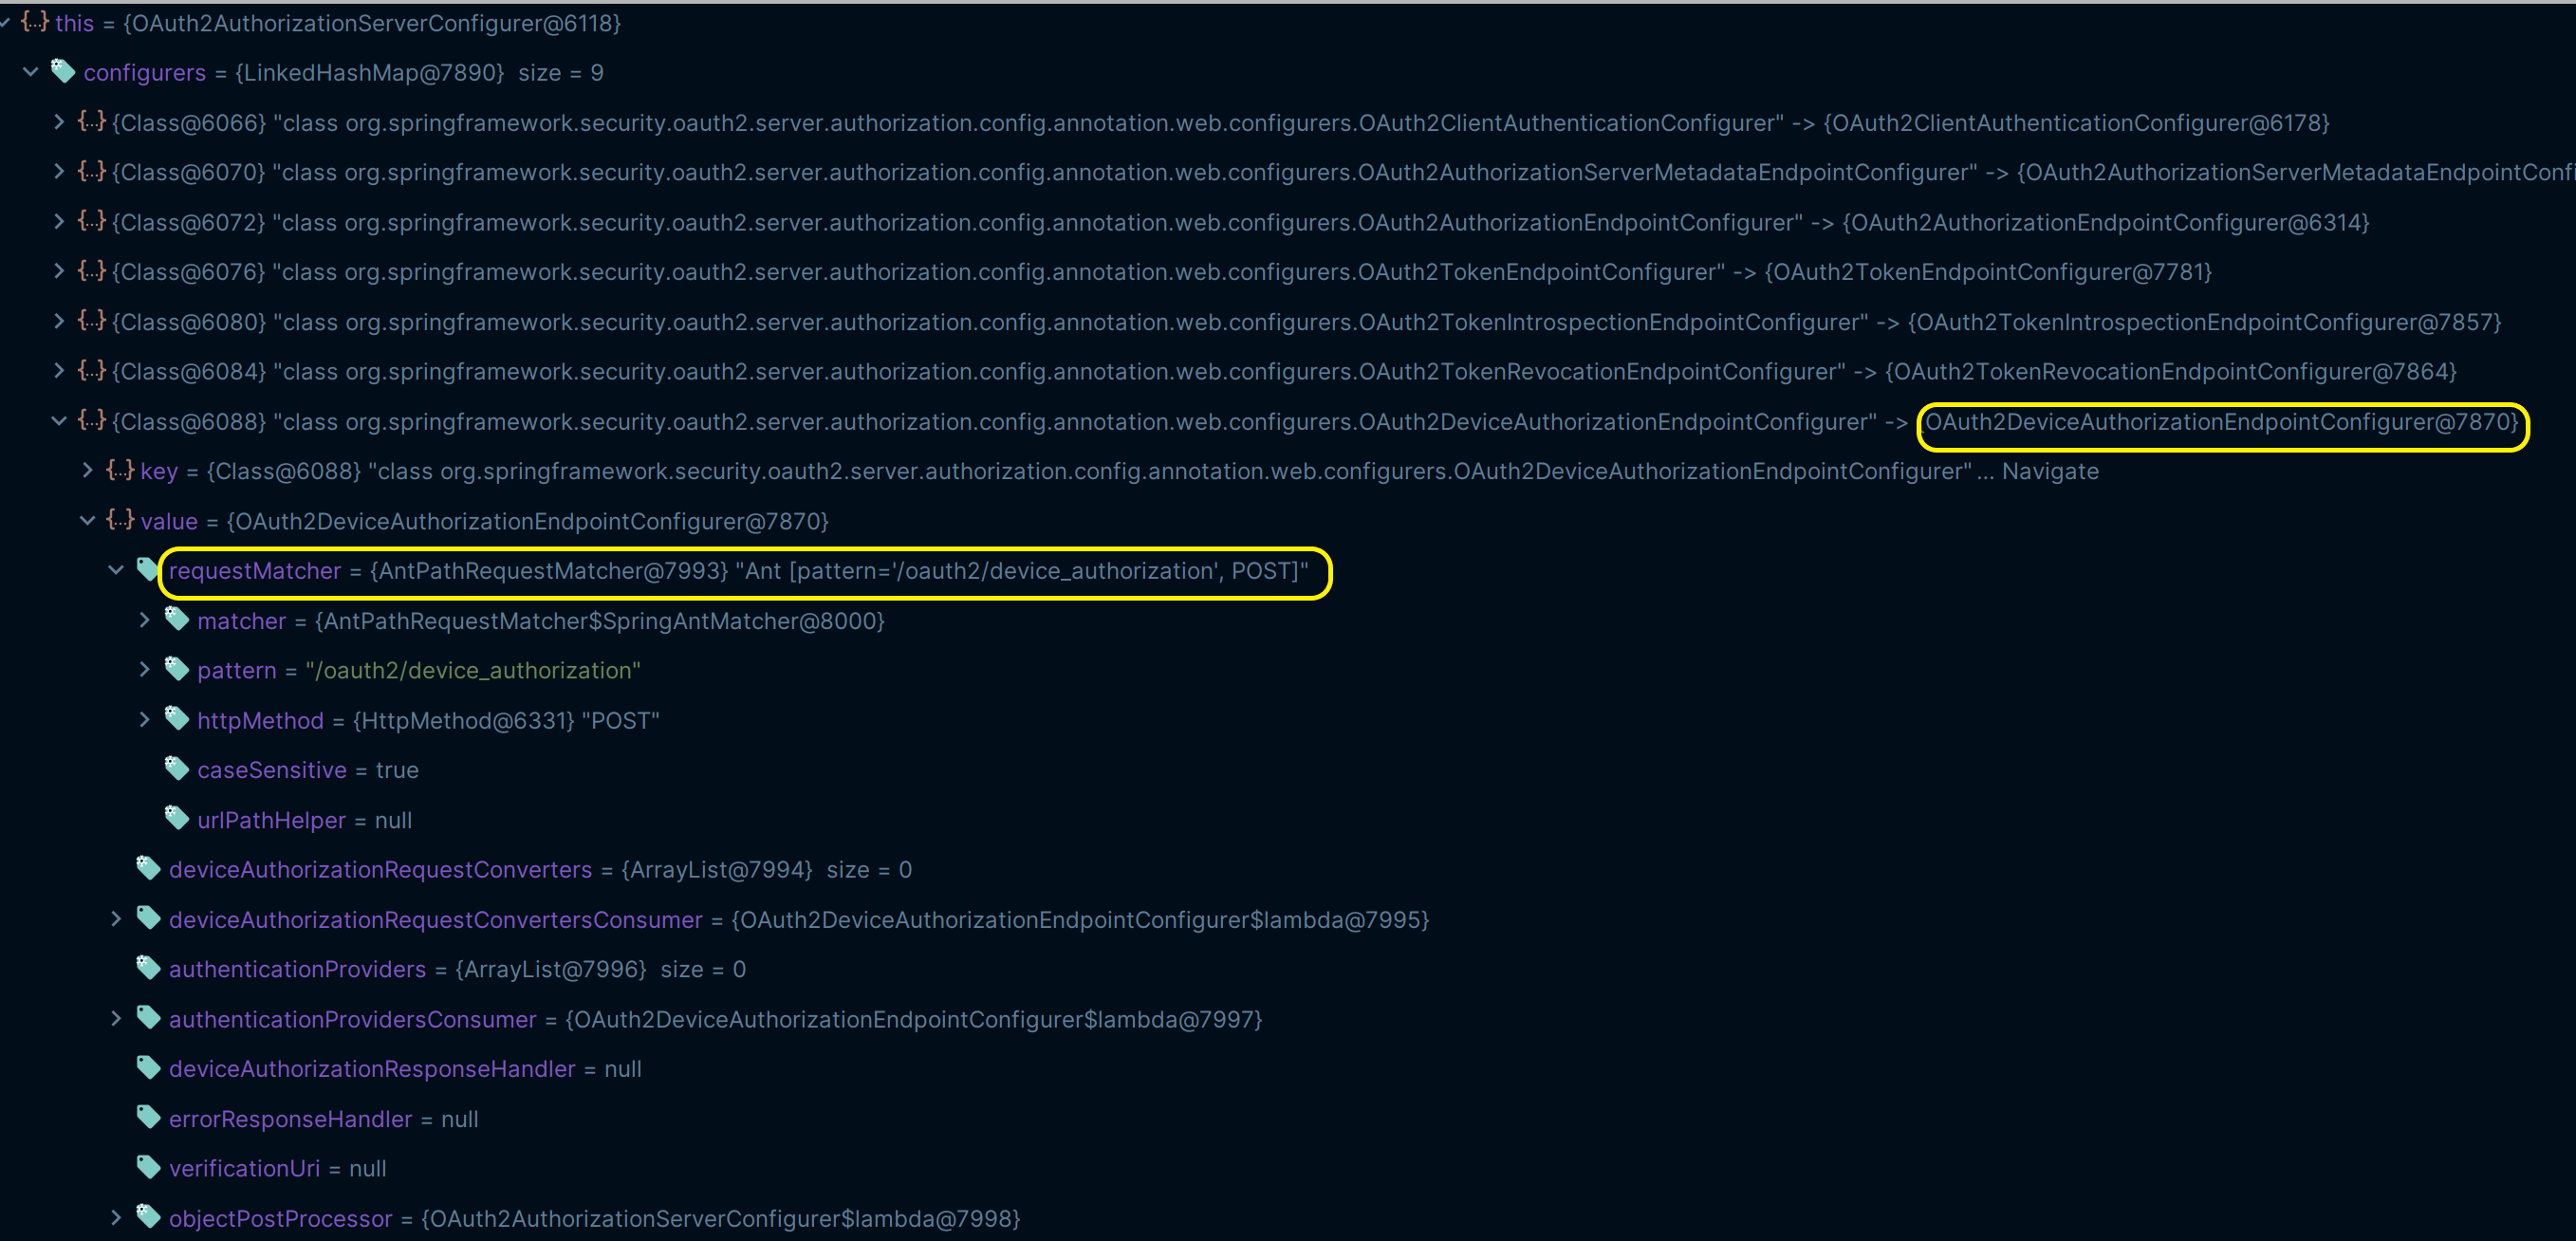 this = {OAuth2AuthorizationServerConfigurer@6118}
configurers = {LinkedHashMap@7890} size = 9
{Class@6066} "class org.springframework.security.oauth2.server.authorization.config.annotation.web.configurers.OAuth2ClientAuthenticationConfigurer" -> {OAuth2ClientAuthenticationConfigurer@6178}
{Class@6070} "class org.springframework.security.oauth2.server.authorization.config.annotation.web.configurers.OAuth2AuthorizationServerMetadataEndpointConfigurer" -> {OAuth2AuthorizationServerMetadataEndpointConfi
{Class@6072} "class org.springframework.security.oauth2.server.authorization.config.annotation.web.configurers.OAuth2AuthorizationEndpointConfigurer" -> {OAuth2AuthorizationEndpointConfigurer@6314}
{Class@6076} "class org.springframework.security.oauth2.server.authorization.config.annotation.web.configurers.OAuth2TokenEndpointConfigurer" -> {OAuth2TokenEndpointConfigurer@7781}
{Class@6080} "class org.springframework.security.oauth2.server.authorization.config.annotation.web.configurers.OAuth2TokenIntrospectionEndpointConfigurer" -> {OAuth2TokenIntrospectionEndpointConfigurer@7857}
{Class@6084} "class org.springframework.security.oauth2.server.authorization.config.annotation.web.configurers.OAuth2TokenRevocationEndpointConfigurer" -> {OAuth2TokenRevocationEndpointConfigurer@7864}
{Class@6088} "class org.springframework.security.oauth2.server.authorization.config.annotation.web.configurers.OAuth2DeviceAuthorizationEndpointConfigurer" -> {OAuth2DeviceAuthorizationEndpointConfigurer@7870}
key = {Class@6088} "class org.springframework.security.oauth2.server.authorization.config.annotation.web.configurers.OAuth2DeviceAuthorizationEndpointConfigurer" ... Navigate
value = {OAuth2DeviceAuthorizationEndpointConfigurer@7870}
requestMatcher = {AntPathRequestMatcher@7993} "Ant [pattern='/oauth2/device_authorization', POST]"
matcher = {AntPathRequestMatcher$SpringAntMatcher@8000}
pattern = "/oauth2/device_authorization"
httpMethod = {HttpMethod@6331} "POST"
caseSensitive = true
urlPathHelper = null
deviceAuthorizationRequestConverters = {ArrayList@7994} size = 0
deviceAuthorizationRequestConvertersConsumer = {OAuth2DeviceAuthorizationEndpointConfigurer$lambda@7995}
authenticationProviders = {ArrayList@7996} size = 0
authenticationProvidersConsumer = {OAuth2DeviceAuthorizationEndpointConfigurer$lambda@7997}
deviceAuthorizationResponseHandler = null
errorResponseHandler = null
verificationUri = null
objectPostProcessor = {OAuth2AuthorizationServerConfigurer$lambda@7998}